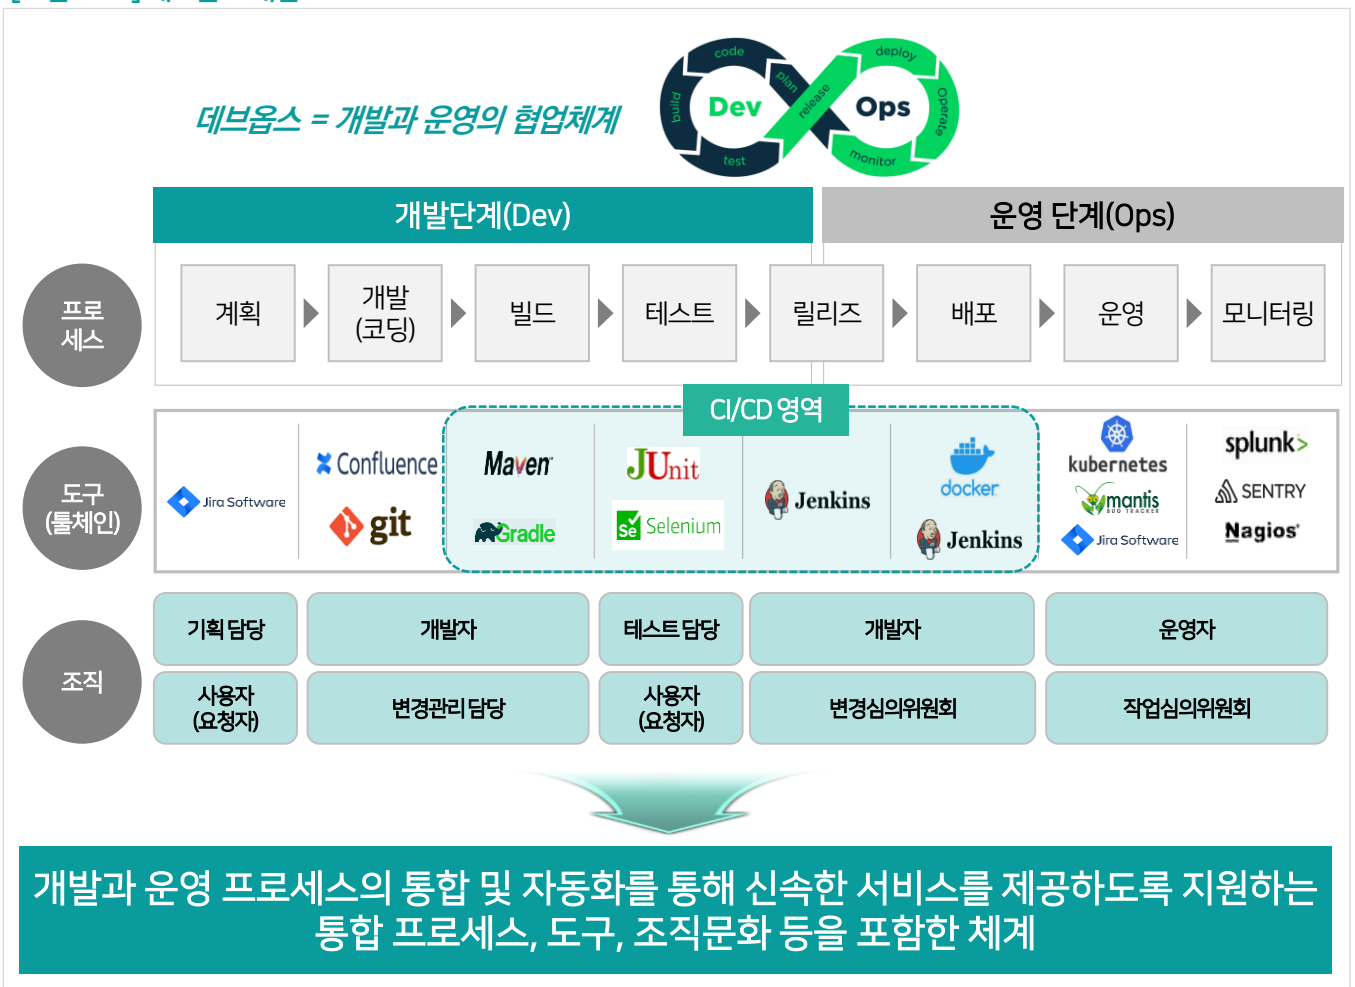 데브옵스 = 개발과 운영의 협업체계
code
plan
build
Dev
test
release
deploy
Ops
Operate
monitor
개발단계(Dev)
운영 단계(Ops)
프로
세스
계획
개발
(코딩)
빌드
테스트
릴리즈
배포
운영
모니터링
CI/CD 영역
도구
(툴체인)
Jira Software
Confluence
git
Maven
Gradle
JUnit
Se Selenium
Jenkins
docker
Jenkins
kubernetes
mantis
BUG TRACKER
Jira Software
splunk>
SENTRY
Nagios
조직
기획 담당
개발자
테스트 담당
개발자
운영자
사용자
(요청자)
변경관리 담당
사용자
(요청자)
변경심의위원회
작업심의위원회
개발과 운영 프로세스의 통합 및 자동화를 통해 신속한 서비스를 제공하도록 지원하는
통합 프로세스, 도구, 조직문화 등을 포함한 체계